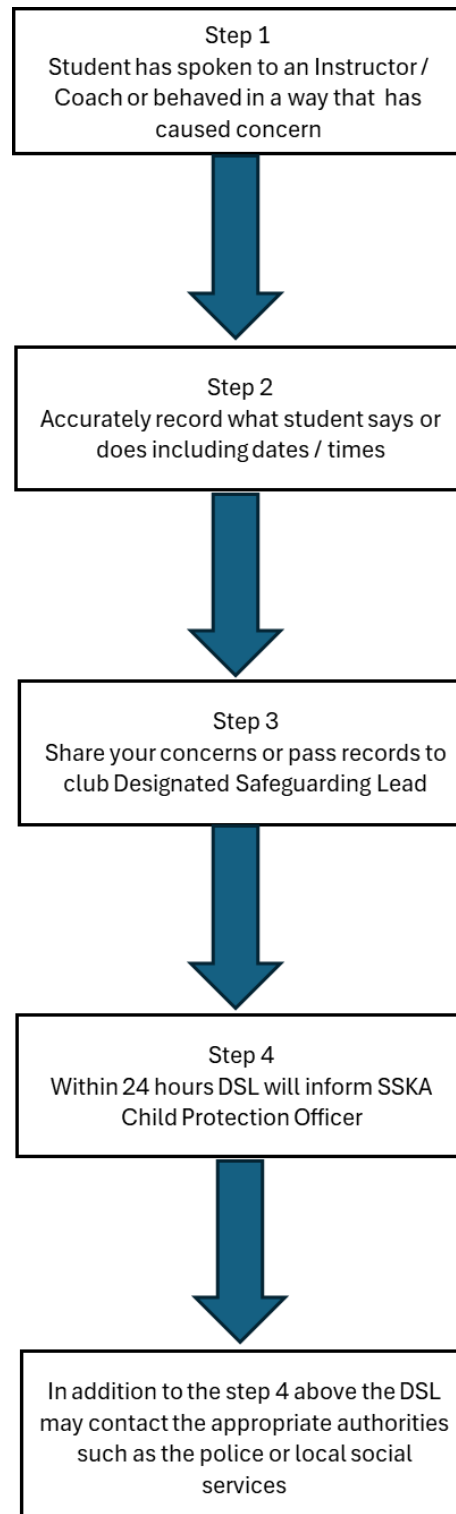 Step 1
Student has spoken to an Instructor /
Coach or behaved in a way that has
caused concern
Step 2
Accurately record what student says or
does including dates / times
Step 3
Share your concerns or pass records to
club Designated Safeguarding Lead
Step 4
Within 24 hours DSL will inform SSKA
Child Protection Officer
In addition to the step 4 above the DSL
may contact the appropriate authorities
such as the police or local social
services